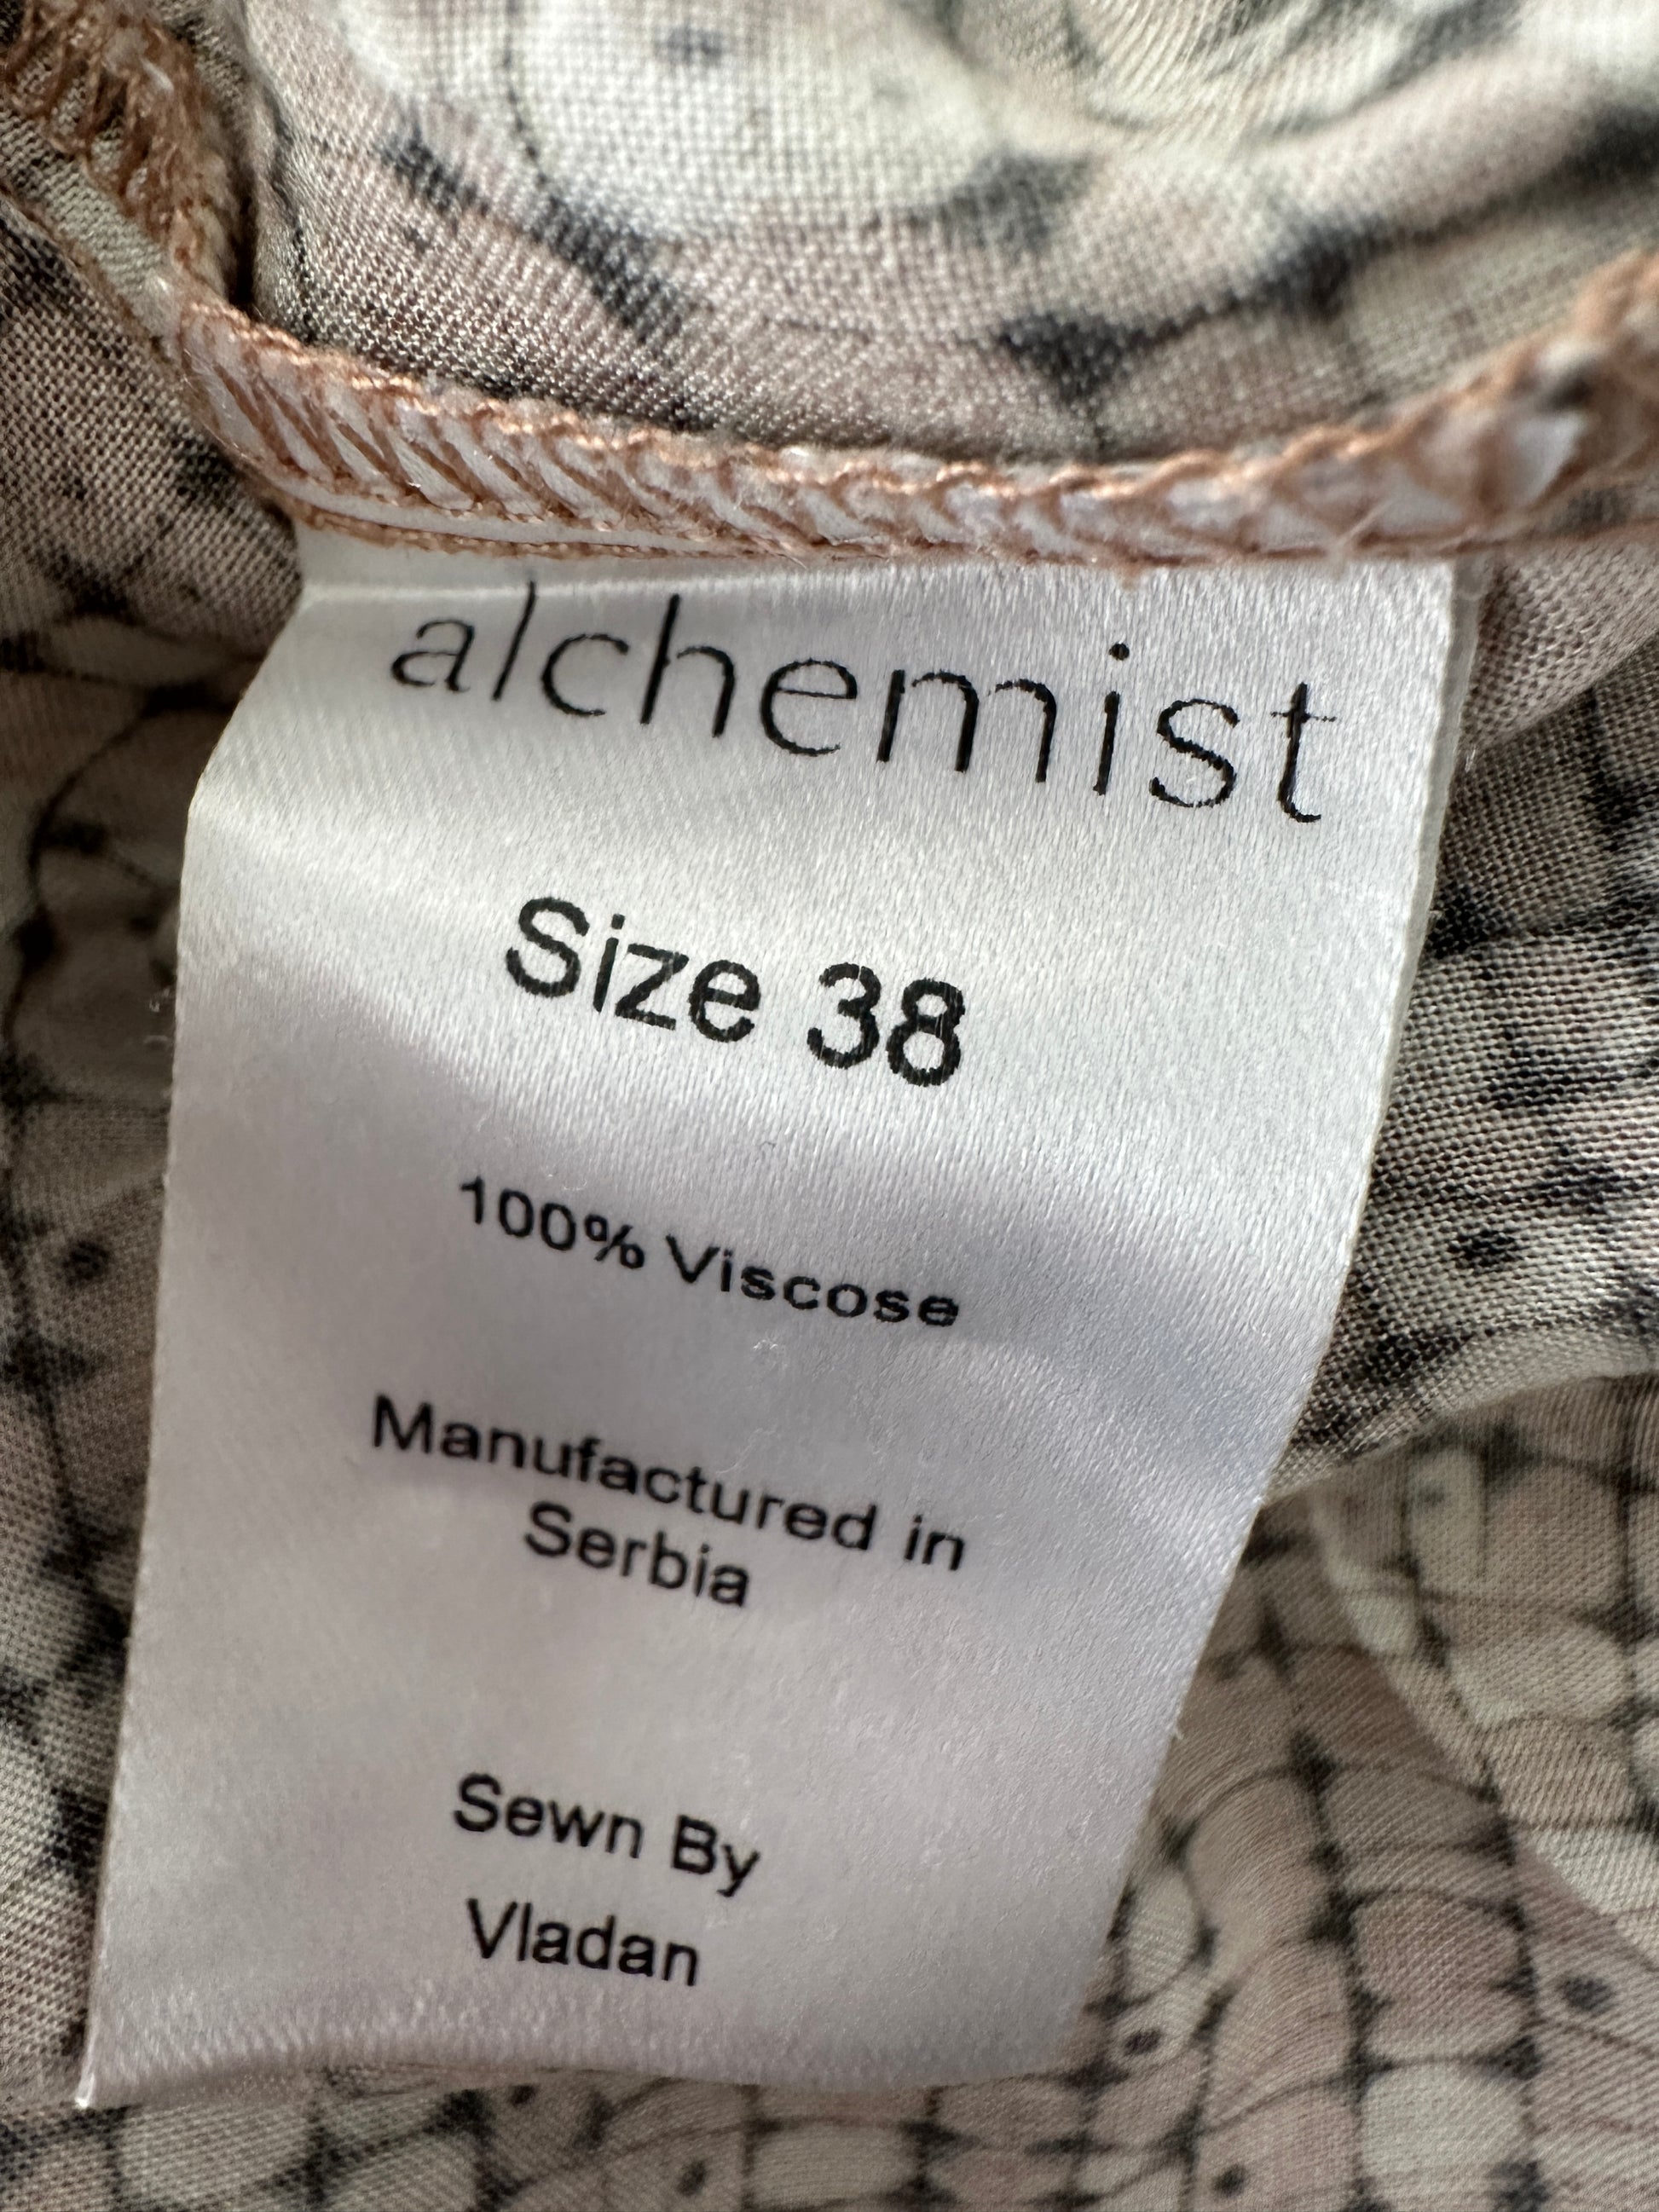 alchemist
Size 38
100% Viscose
Manufactured in
Serbia
Sewn By
Vladan